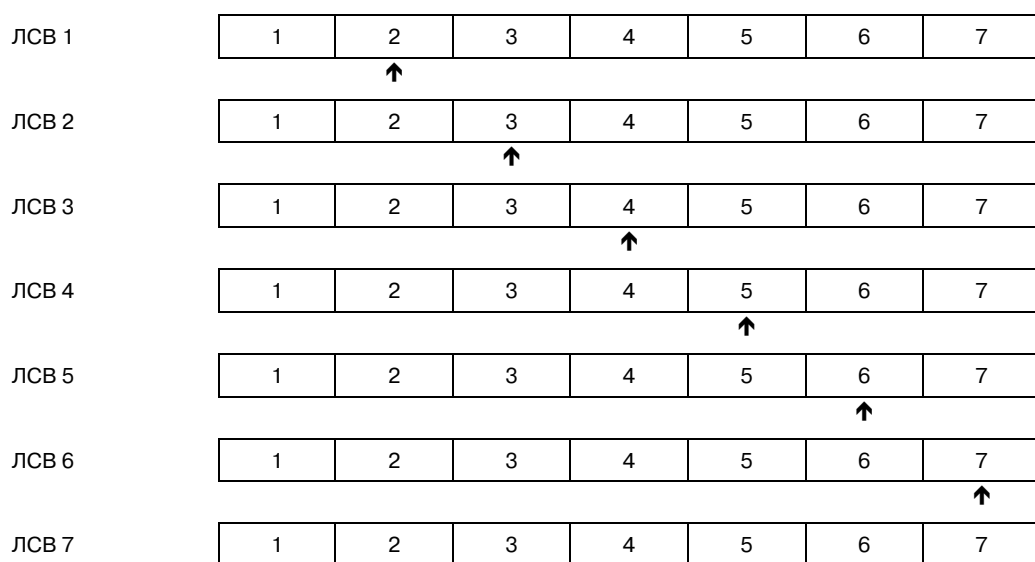 ЛСВ 1 1 2 3 4 5 6 7
ЛСВ 2 1 2 3 4 5 6 7
ЛСВ 3 1 2 3 4 5 6 7
ЛСВ 4 1 2 3 4 5 6 7
ЛСВ 5 1 2 3 4 5 6 7
ЛСВ 6 1 2 3 4 5 6 7
ЛСВ 7 1 2 3 4 5 6 7